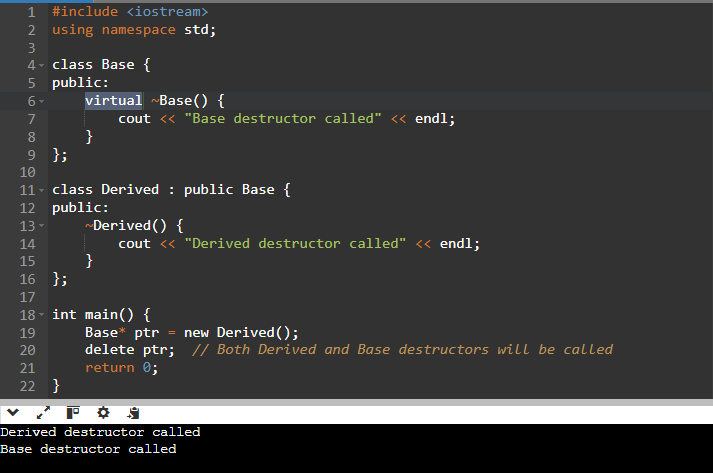 1 #include <iostream>
2 using namespace std;
3
4 class Base {
5 public:
6     virtual ~Base() {
7         cout << "Base destructor called" << endl;
8     }
9 };
10
11 class Derived : public Base {
12 public:
13     ~Derived() {
14         cout << "Derived destructor called" << endl;
15     }
16 };
17
18 int main() {
19     Base* ptr = new Derived();
20     delete ptr;  // Both Derived and Base destructors will be called
21     return 0;
22 }
Derived destructor called
Base destructor called